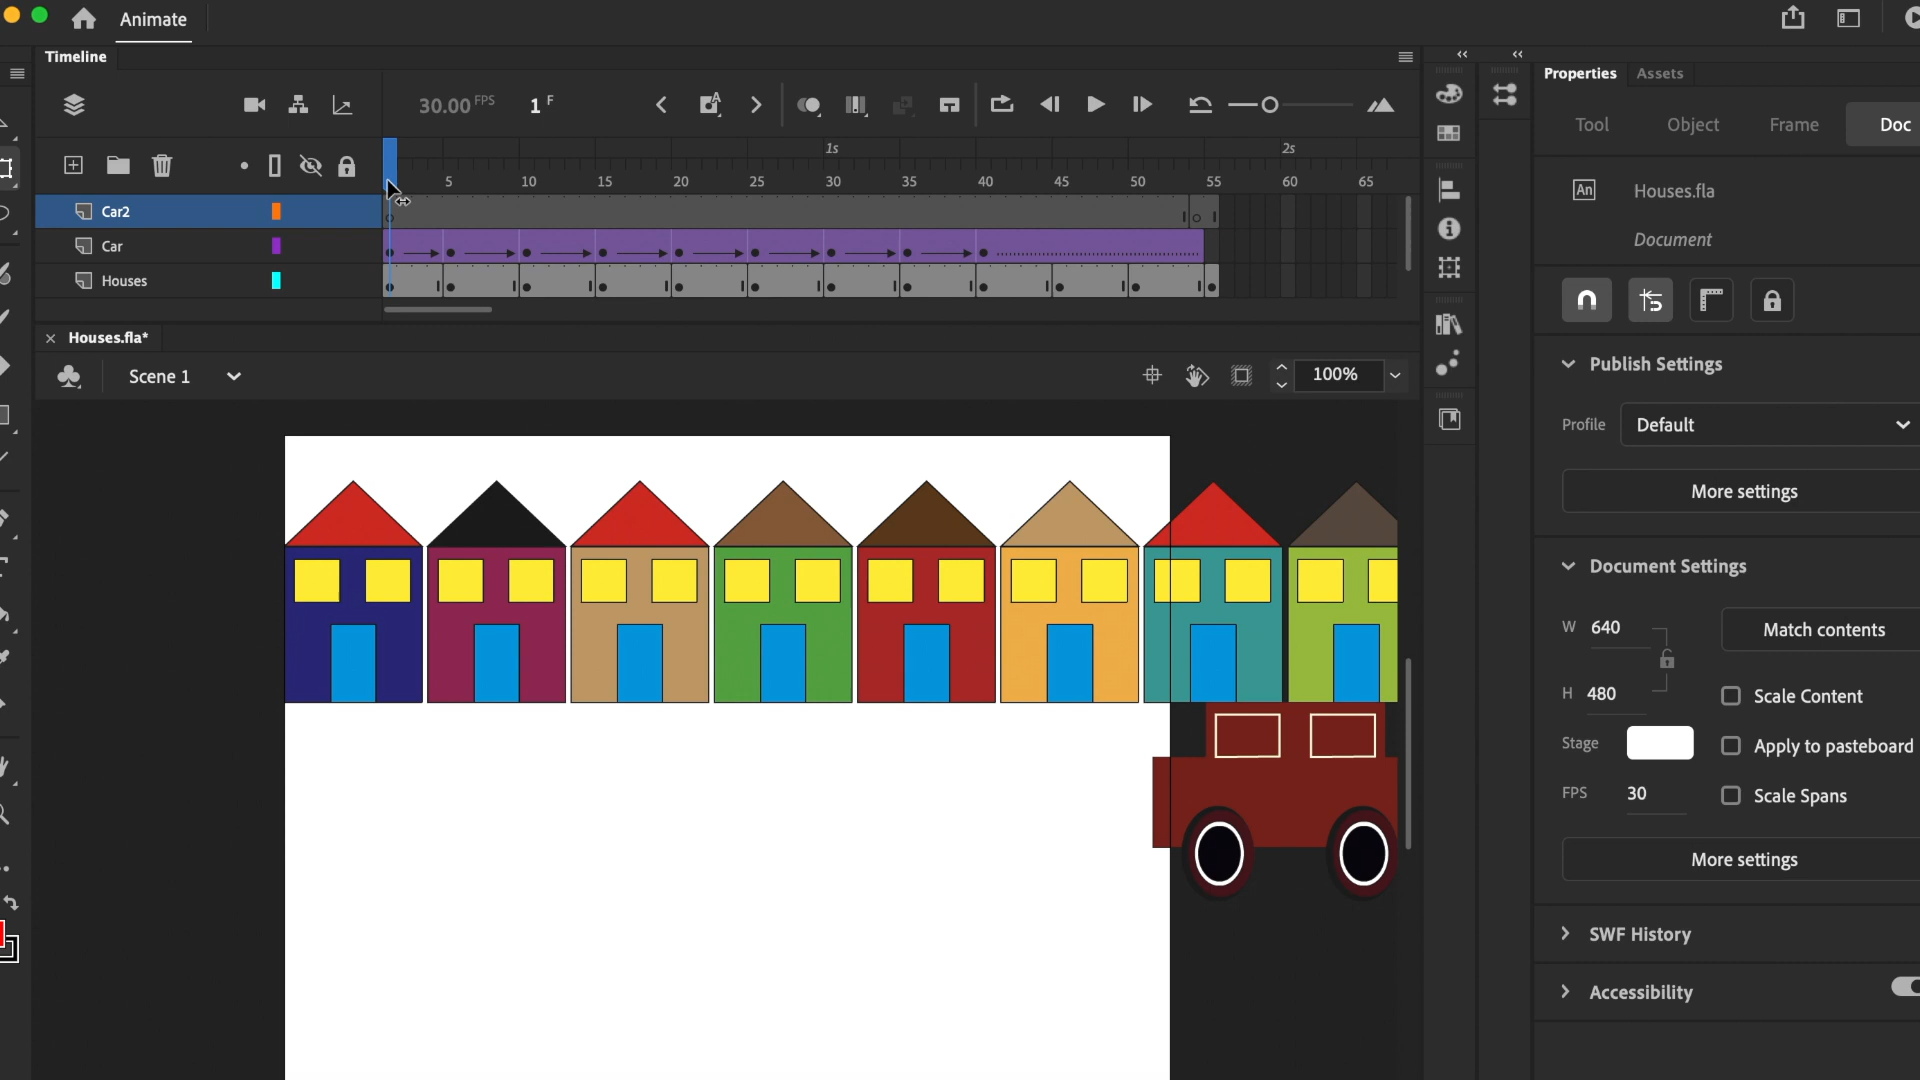 Animate
Timeline
Properties Assets
30.00 FPS 1 F
Tool Object Frame Doc
1s 2s
5 10 15 20 25 30 35 40 45 50 55 60 65
Car2
Car
Houses
An Houses.fla
Document
Houses.fla*
Scene 1
100%
Publish Settings
Profile Default
More settings
Document Settings
W 640 Match contents
H 480 Scale Content
Stage Apply to pasteboard
FPS 30 Scale Spans
More settings
SWF History
Accessibility